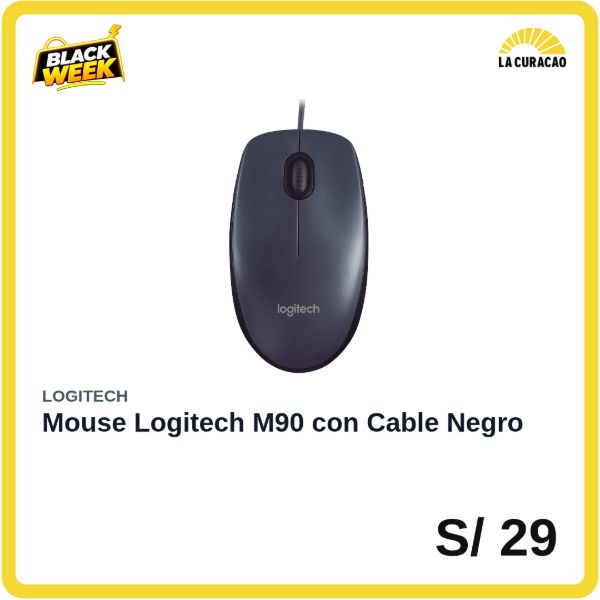 BLACK
WEEK
LA CURACAO
logitech
LOGITECH
Mouse Logitech M90 con Cable Negro
S/ 29